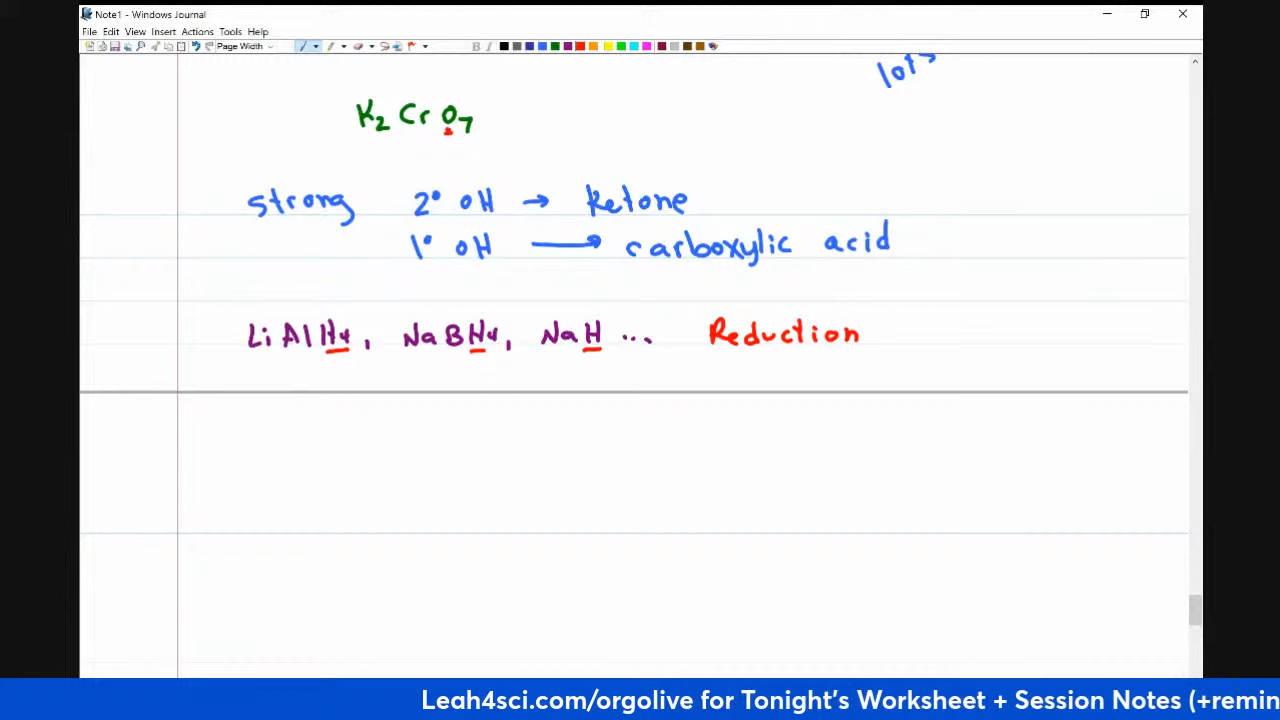 Note1 - Windows Journal
File Edit View Insert Actions Tools Help
Page Width
B I
lots
K2 Cr O7
strong 2° OH → ketone
1° OH → carboxylic acid
LiAlH4, NaBH4, NaH ... Reduction
Leah4sci.com/orgolive for Tonight's Worksheet + Session Notes (+remin